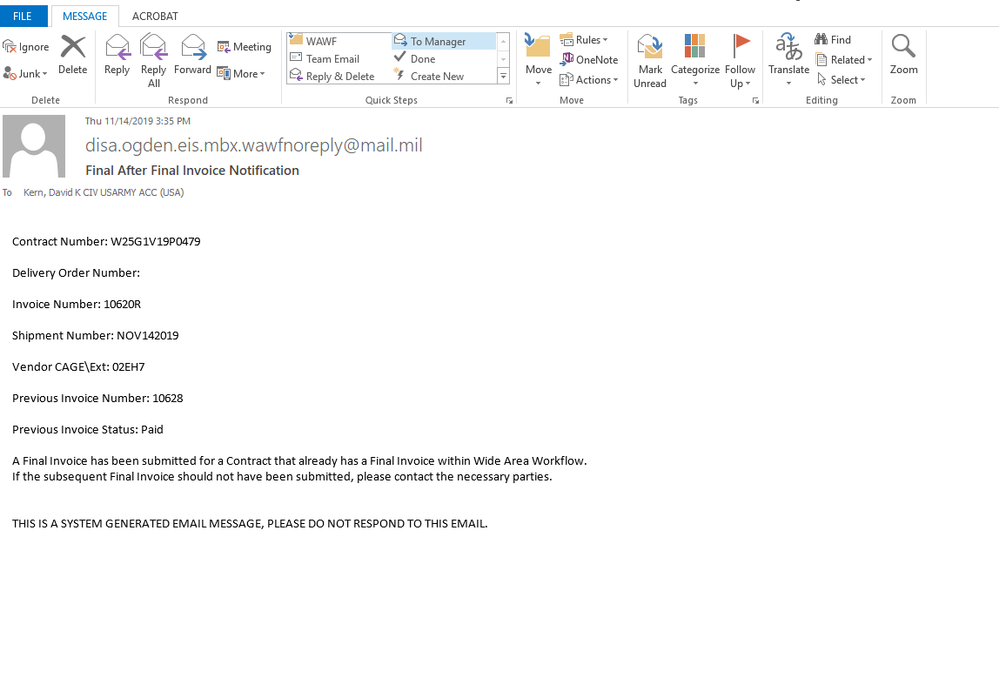 FILE MESSAGE ACROBAT
Ignore
Junk
Delete
Delete
Reply
Reply All
Forward
Meeting
More
Respond
WAWF
Team Email
Reply & Delete
To Manager
Done
Create New
Quick Steps
Move
Rules
OneNote
Actions
Move
Mark Unread
Categorize
Follow Up
Tags
Translate
Find
Related
Select
Editing
Zoom
Zoom
Thu 11/14/2019 3:35 PM
disa.ogden.eis.mbx.wawfnoreply@mail.mil
Final After Final Invoice Notification
To Kern, David K CIV USARMY ACC (USA)
Contract Number: W25G1V19P0479
Delivery Order Number:
Invoice Number: 10620R
Shipment Number: NOV142019
Vendor CAGE\Ext: 02EH7
Previous Invoice Number: 10628
Previous Invoice Status: Paid
A Final Invoice has been submitted for a Contract that already has a Final Invoice within Wide Area Workflow.
If the subsequent Final Invoice should not have been submitted, please contact the necessary parties.
THIS IS A SYSTEM GENERATED EMAIL MESSAGE, PLEASE DO NOT RESPOND TO THIS EMAIL.